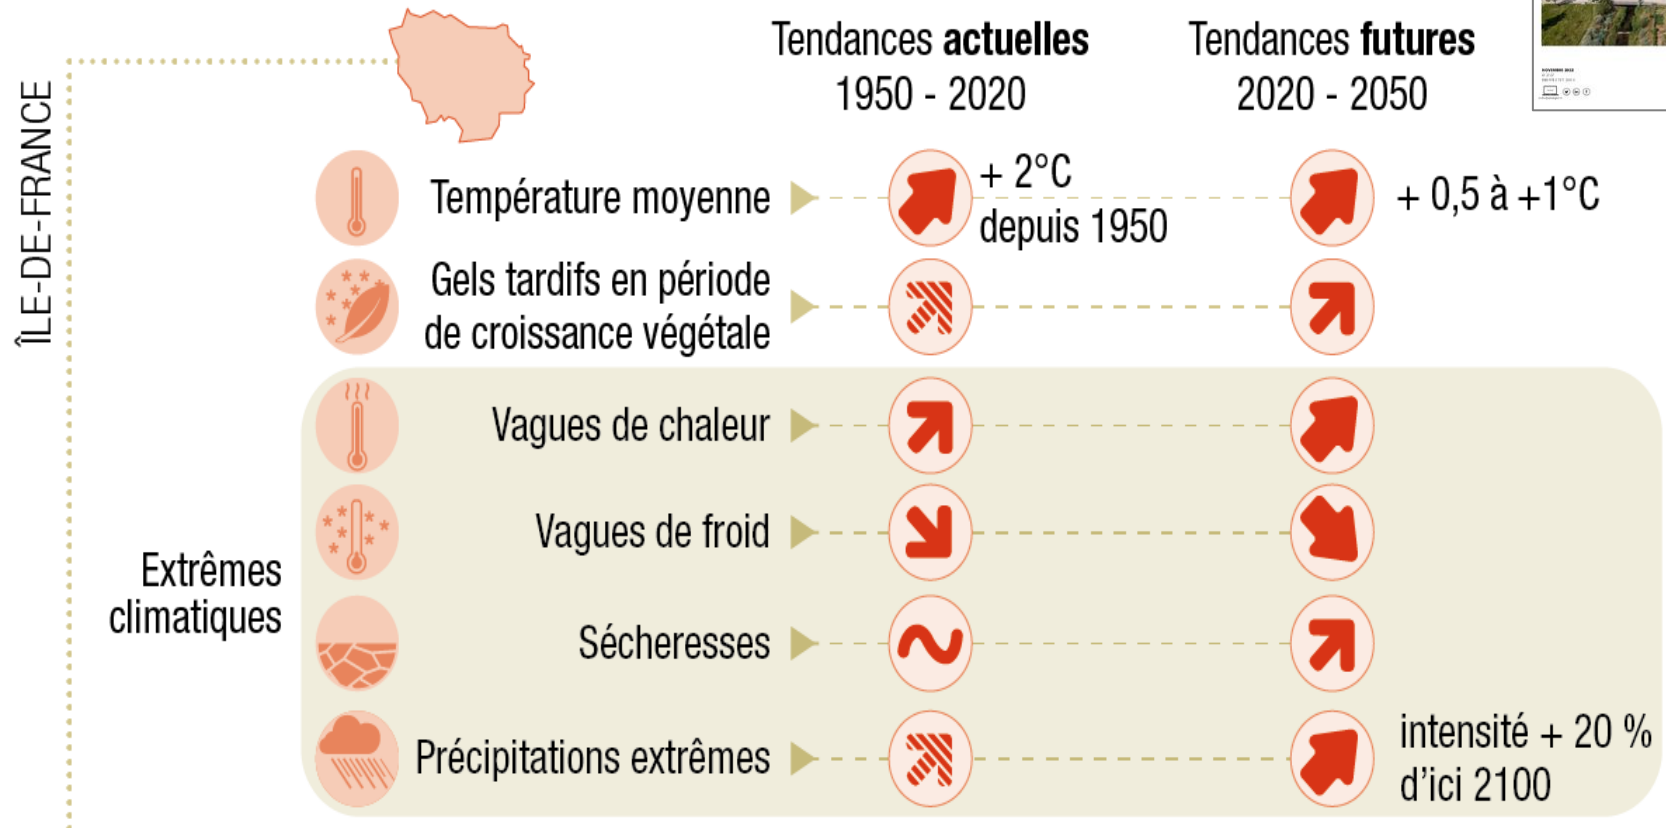 ÎLE-DE-FRANCE
Tendances actuelles
1950 - 2020
Tendances futures
2020 - 2050
Température moyenne
+ 2°C
depuis 1950
+ 0,5 à +1°C
Gels tardifs en période
de croissance végétale
Extrêmes
climatiques
Vagues de chaleur
Vagues de froid
Sécheresses
Précipitations extrêmes
intensité + 20 %
d'ici 2100